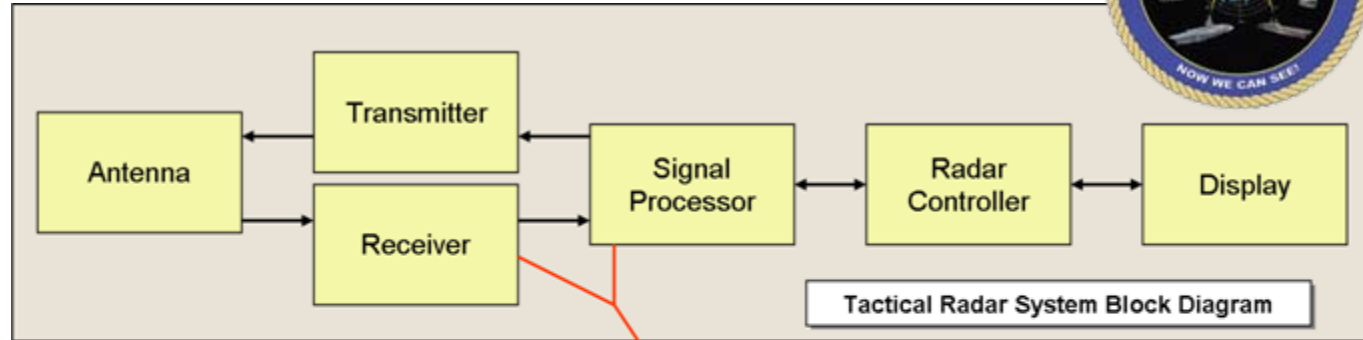 NOW WE CAN SEE!
Transmitter
Antenna
Signal
Processor
Radar
Controller
Display
Receiver
Tactical Radar System Block Diagram